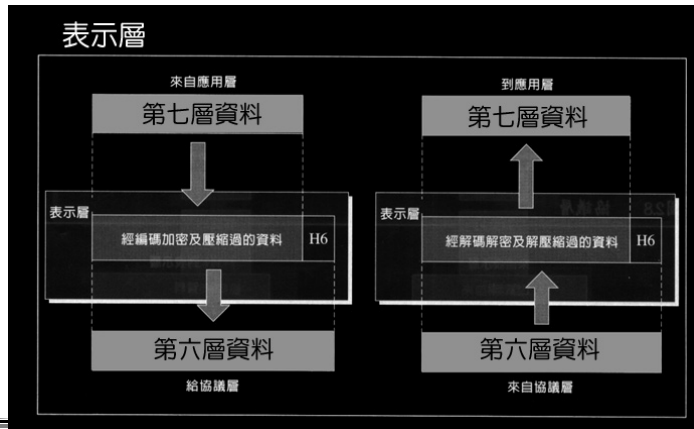 表示層
來自應用層
第七層資料
表示層
經編碼加密及壓縮過的資料 H6
第六層資料
給協議層
到應用層
第七層資料
表示層
經解碼解密及解壓縮過的資料 H6
第六層資料
來自協議層